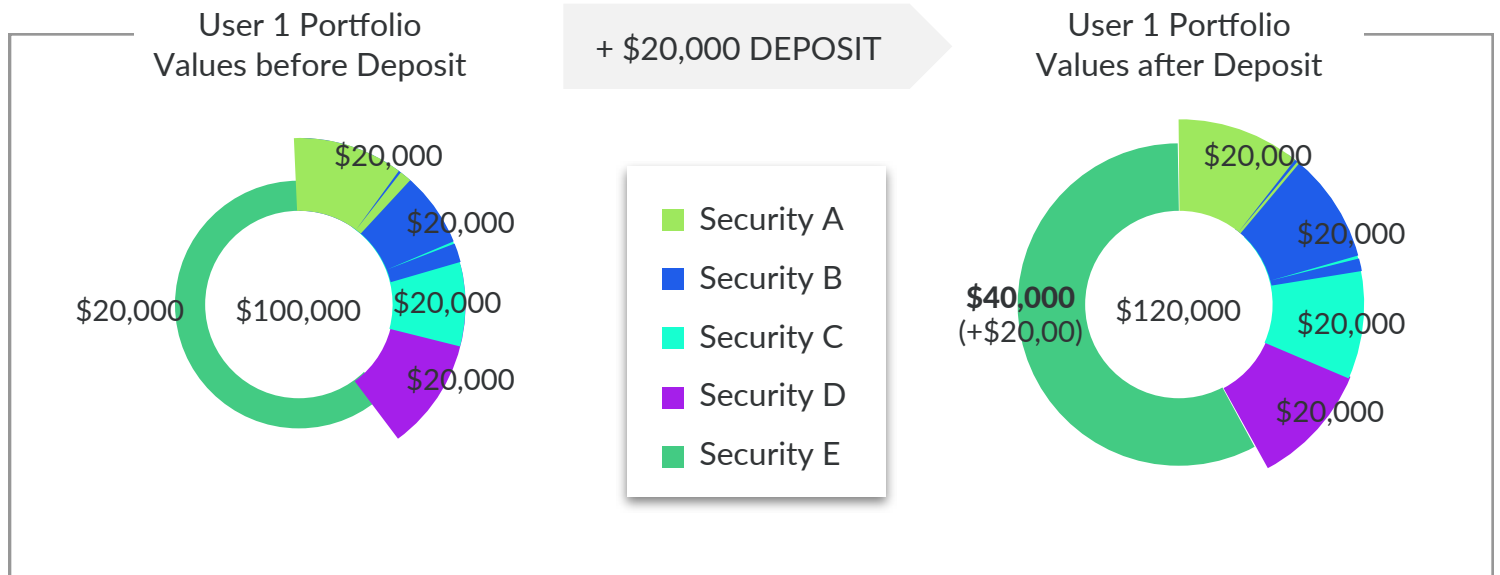 User 1 Portfolio
Values before Deposit
+ $20,000 DEPOSIT
User 1 Portfolio
Values after Deposit
$20,000
$20,000
$20,000
$20,000
$20,000
$100,000
Security A
Security B
Security C
Security D
Security E
$20,000
$20,000
$20,000
$20,000
$40,000
(+$20,00)
$120,000